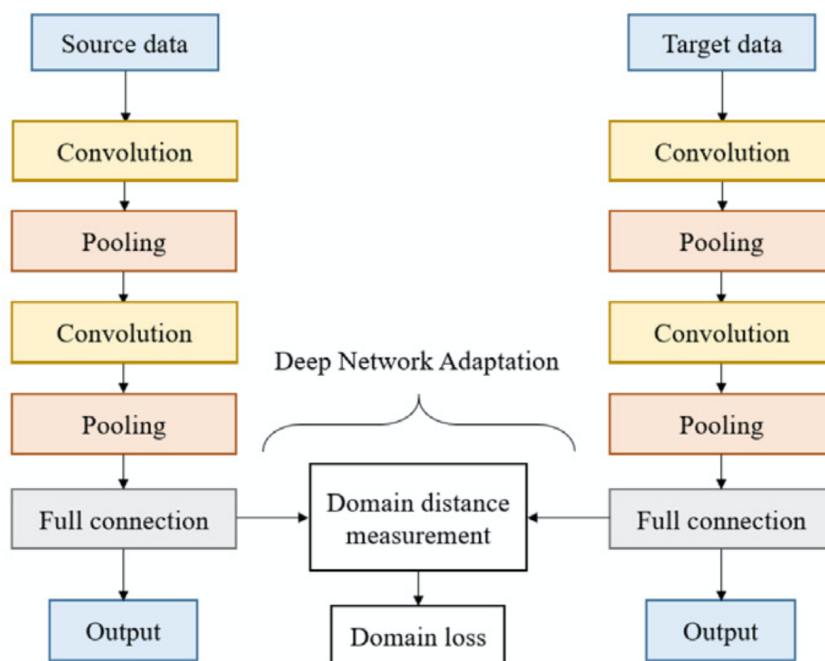 Source data
Convolution
Pooling
Convolution
Pooling
Full connection
Output
Deep Network Adaptation
Domain distance
measurement
Domain loss
Target data
Convolution
Pooling
Convolution
Pooling
Full connection
Output